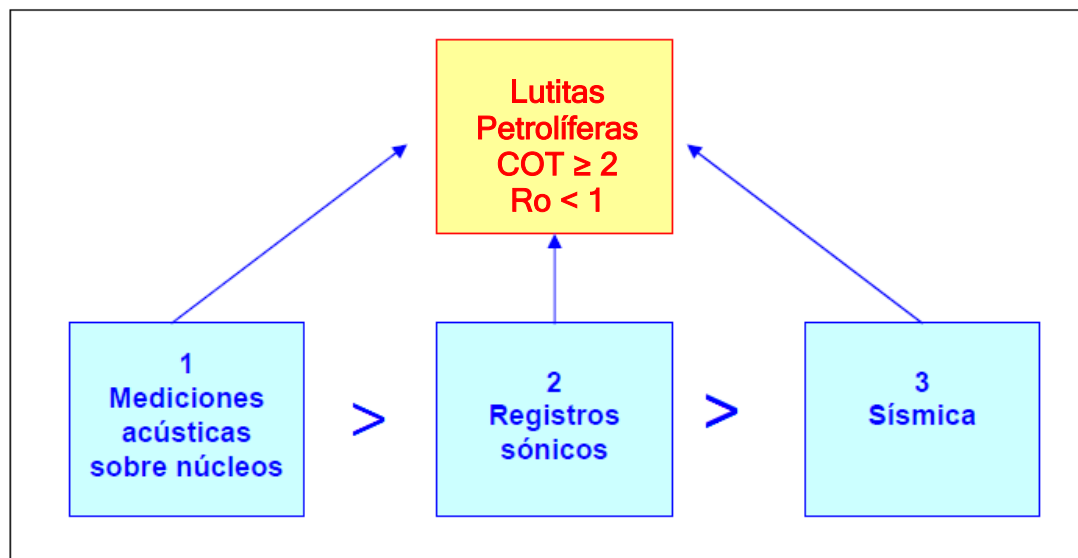 Lutitas
Petrolíferas
COT ≥ 2
Ro < 1
1
Mediciones
acústicas
sobre núcleos
>
2
Registros
sónicos
>
3
Sísmica